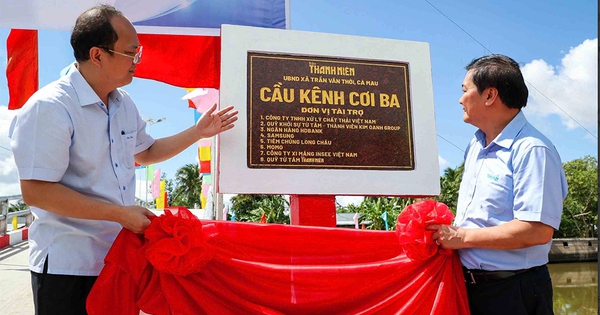 THANH NIÊN
UBND XÃ TRẦN VĂN THỜI, CÀ MAU
CẦU KÊNH CƠI BA
ĐƠN VỊ TÀI TRỢ
1. CÔNG TY TNHH XỬ LÝ CHẤT THẢI VIỆT NAM
2. QUỸ KHỞI SỰ TỪ TÂM - THÀNH VIÊN KIM OANH GROUP
3. NGÂN HÀNG HDBANK
4. SAMSUNG
5. TIÊM CHỦNG LONG CHÂU
6. MOMO
7. CÔNG TY XI MĂNG INSEE VIỆT NAM
8. QUỸ TỪ TÂM THANH NIÊN